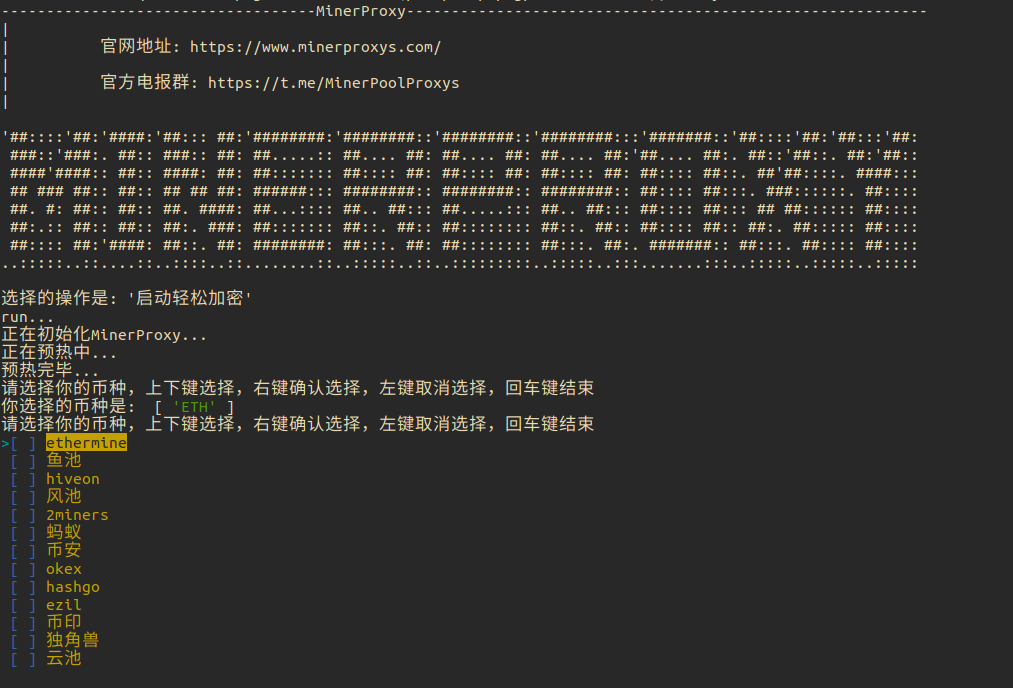 -----------------------------------MinerProxy----------------------------------------------------------
|
| 官网地址: https://www.minerproxys.com/
|
| 官方电报群: https://t.me/MinerPoolProxys
|
'##::::'##:'####:'##::: ##:'########:'########::'########::'########:::'#######::'##::::'##:'##:::'##:
 ###::'###:. ##:: ###:: ##: ##.....:: ##.... ##: ##.... ##: ##.... ##:'##.... ##:. ##::'##::. ##:'##::
 ####'####:: ##:: ####: ##: ##::::::: ##:::: ##: ##:::: ##: ##:::: ##: ##:::: ##::. ##'##::::. ####:::
 ## ### ##:: ##:: ## ## ##: ######::: ########:: ########:: ########:: ##:::: ##:::. ###::::::. ##::::
 ##. #: ##:: ##:: ##. ####: ##...:::: ##.. ##::: ##.....::: ##.. ##::: ##:::: ##::: ## ##:::::: ##::::
 ##:.:: ##:: ##:: ##:. ###: ##::::::: ##::. ##:: ##:::::::: ##::. ##:: ##:::: ##:: ##:. ##::::: ##::::
 ##:::: ##:'####: ##::. ##: ########: ##:::. ##: ##:::::::: ##:::. ##:. #######:: ##:::. ##:::: ##::::
..:::::..::....::..::::..::........::..:::::..::..:::::::::..:::::..:::.......:::..:::::..:::::..:::::
选择的操作是: '启动轻松加密'
run...
正在初始化MinerProxy...
正在预热中...
预热完毕...
请选择你的币种，上下键选择，右键确认选择，左键取消选择，回车键结束
你选择的币种是: [ 'ETH' ]
请选择你的币种，上下键选择，右键确认选择，左键取消选择，回车键结束
>[ ] ethermine
[ ] 鱼池
[ ] hiveon
[ ] 风池
[ ] 2miners
[ ] 蚂蚁
[ ] 币安
[ ] okex
[ ] hashgo
[ ] ezil
[ ] 币印
[ ] 独角兽
[ ] 云池